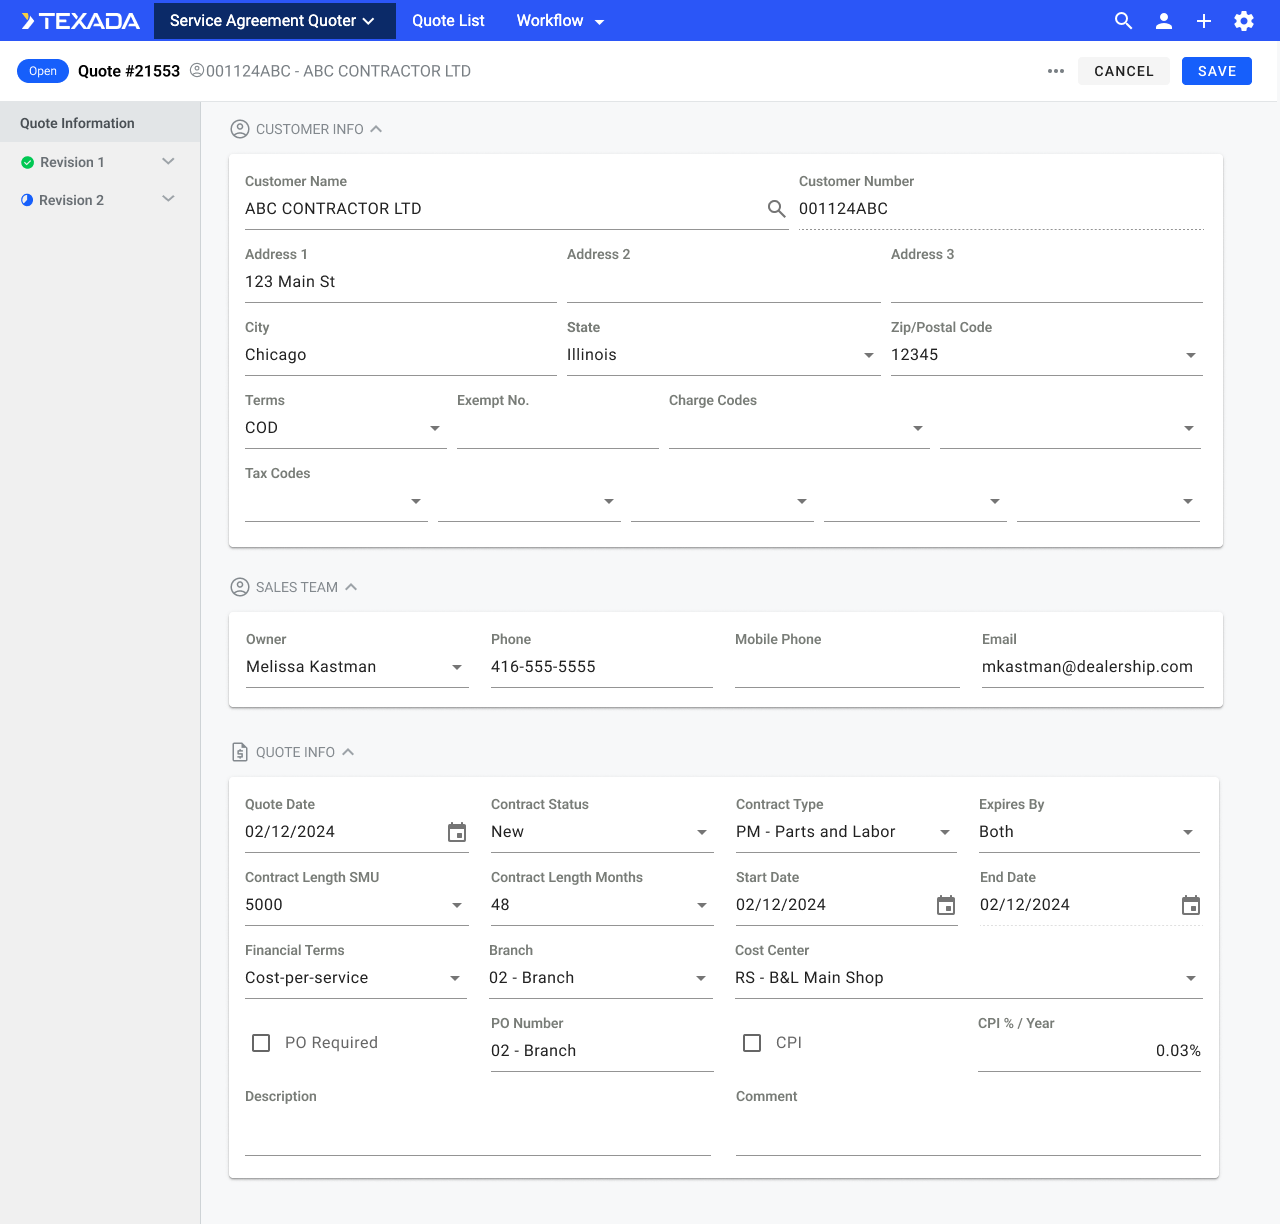 TEXADA Service Agreement Quoter Quote List Workflow
Open Quote #21553 001124ABC - ABC CONTRACTOR LTD CANCEL SAVE
Quote Information
Revision 1
Revision 2
CUSTOMER INFO
Customer Name Customer Number
ABC CONTRACTOR LTD 001124ABC
Address 1 Address 2 Address 3
123 Main St
City State Zip/Postal Code
Chicago Illinois 12345
Terms Exempt No. Charge Codes
COD
Tax Codes
SALES TEAM
Owner Phone Mobile Phone Email
Melissa Kastman 416-555-5555 mkastman@dealership.com
QUOTE INFO
Quote Date Contract Status Contract Type Expires By
02/12/2024 New PM - Parts and Labor Both
Contract Length SMU Contract Length Months Start Date End Date
5000 48 02/12/2024 02/12/2024
Financial Terms Branch Cost Center
Cost-per-service 02 - Branch RS - B&L Main Shop
PO Number CPI % / Year
PO Required 02 - Branch CPI 0.03%
Description Comment